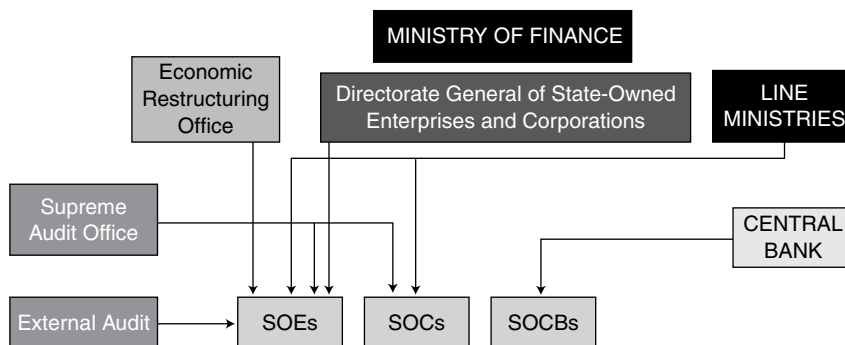 MINISTRY OF FINANCE
Economic
Restructuring
Office
Directorate General of State-Owned
Enterprises and Corporations
LINE
MINISTRIES
Supreme
Audit Office
CENTRAL
BANK
External Audit
SOEs
SOCs
SOCBs